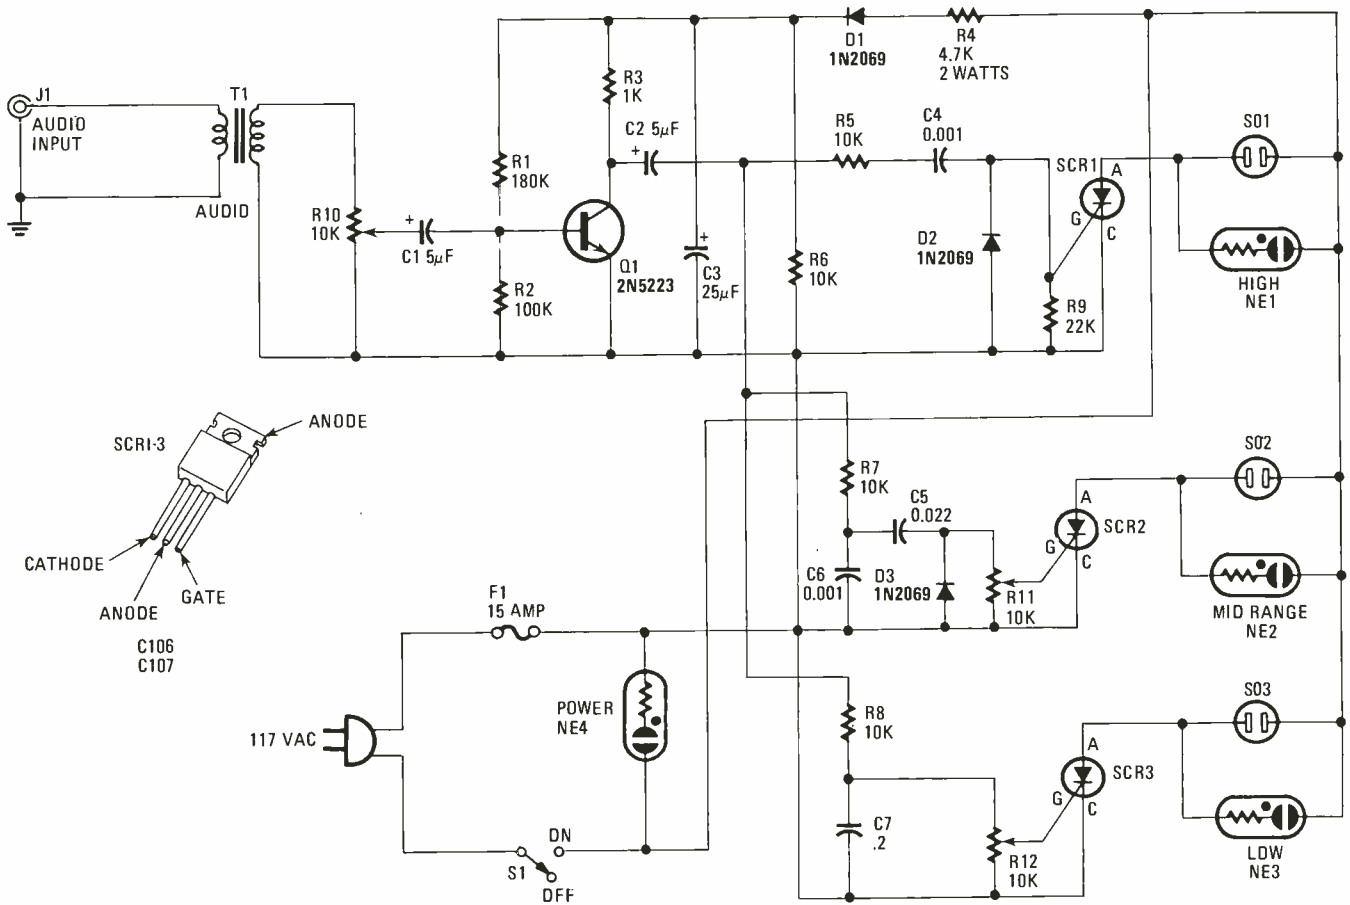 J1
AUDIO
INPUT
T1
AUDIO
R10
10K
C1 5µF
R1
180K
R2
100K
R3
1K
C2 5µF
Q1
2N5223
C3
25µF
D1
1N2069
R4
4.7K
2 WATTS
R5
10K
C4
0.001
R6
10K
D2
1N2069
SCR1
A
G
C
R9
22K
SO1
HIGH
NE1
SCR1-3
ANODE
CATHODE
ANODE
GATE
C106
C107
R7
10K
C5
0.022
C6
0.001
D3
1N2069
R11
10K
A
G
C
SCR2
SO2
MID RANGE
NE2
F1
15 AMP
117 VAC
POWER
NE4
S1
ON
OFF
R8
10K
C7
.2
R12
10K
A
G
C
SCR3
SO3
LOW
NE3